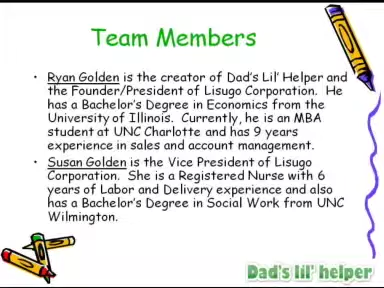 Team Members
• Ryan Golden is the creator of Dad's Lil' Helper and
the Founder/President of Lisugo Corporation. He
has a Bachelor's Degree in Economics from the
University of Illinois. Currently, he is an MBA
student at UNC Charlotte and has 9 years
experience in sales and account management.
• Susan Golden is the Vice President of Lisugo
Corporation. She is a Registered Nurse with 6
years of Labor and Delivery experience and also
has a Bachelor's Degree in Social Work from UNC
Wilmington.
Dad's lil' helper